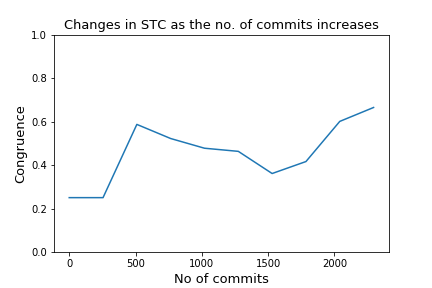 Changes in STC as the no. of commits increases
1.0
0.8
0.6
0.4
0.2
0.0
Congruence
0 500 1000 1500 2000
No of commits